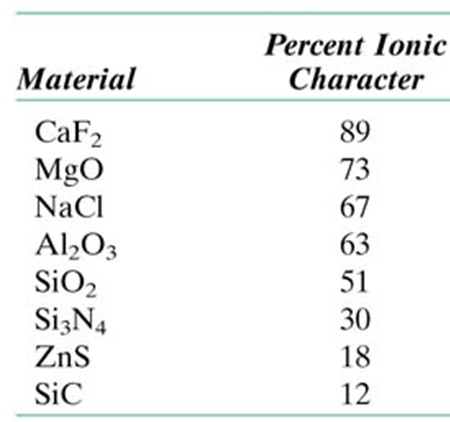 Percent Ionic
Material Character
CaF₂ 89
MgO 73
NaCl 67
Al₂O₃ 63
SiO₂ 51
Si₃N₄ 30
ZnS 18
SiC 12